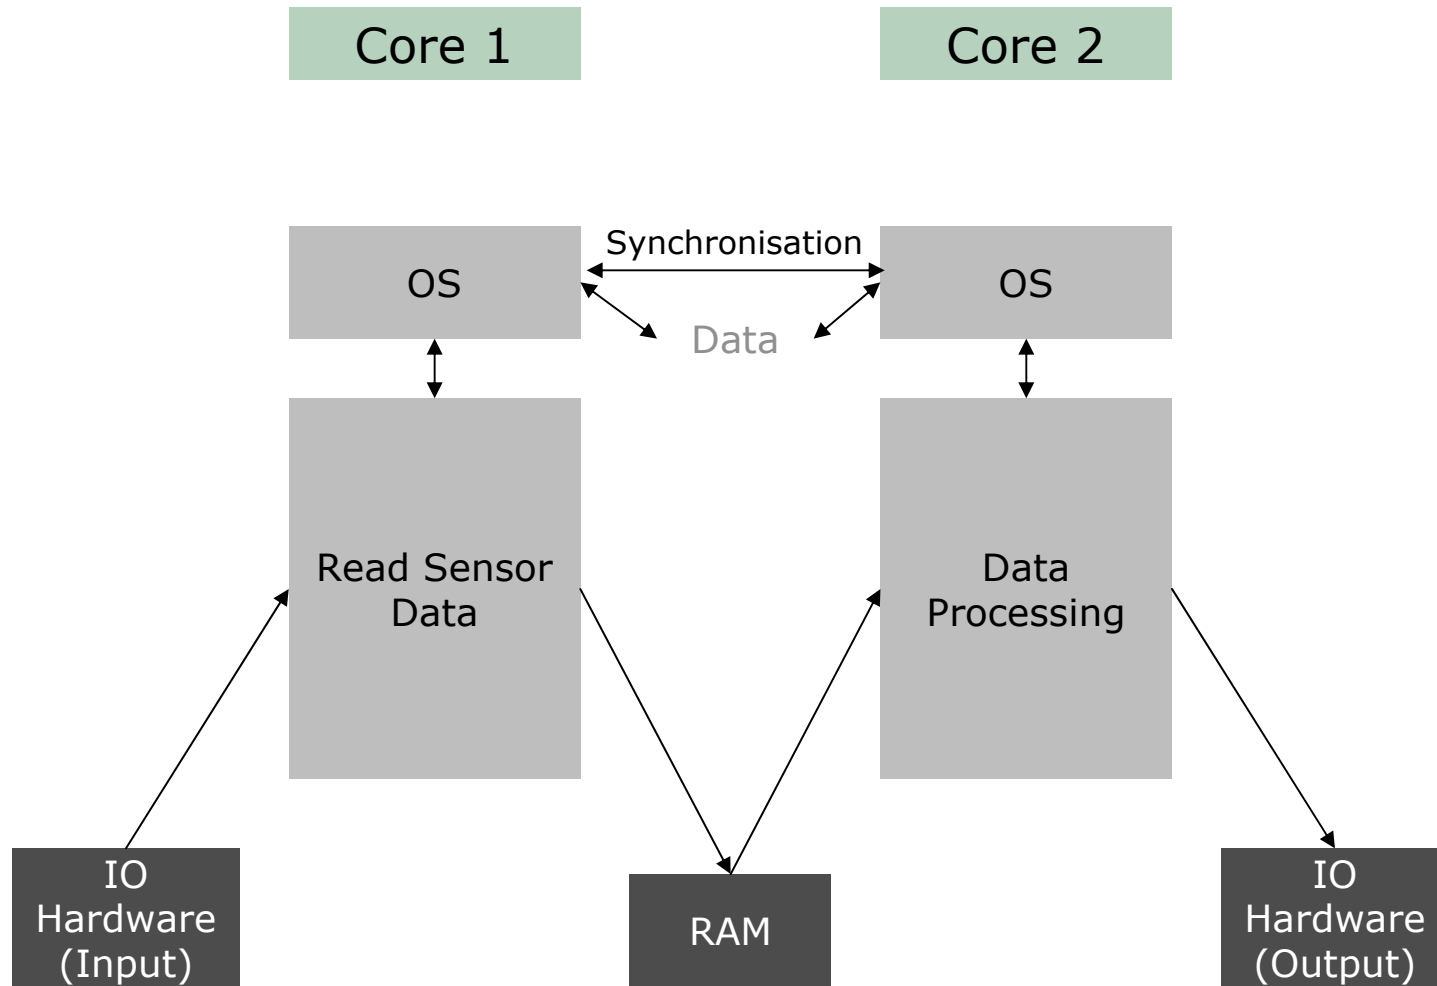 Core 1
Core 2
Synchronisation
OS
OS
Data
Read Sensor
Data
Data
Processing
IO
Hardware
(Input)
RAM
IO
Hardware
(Output)